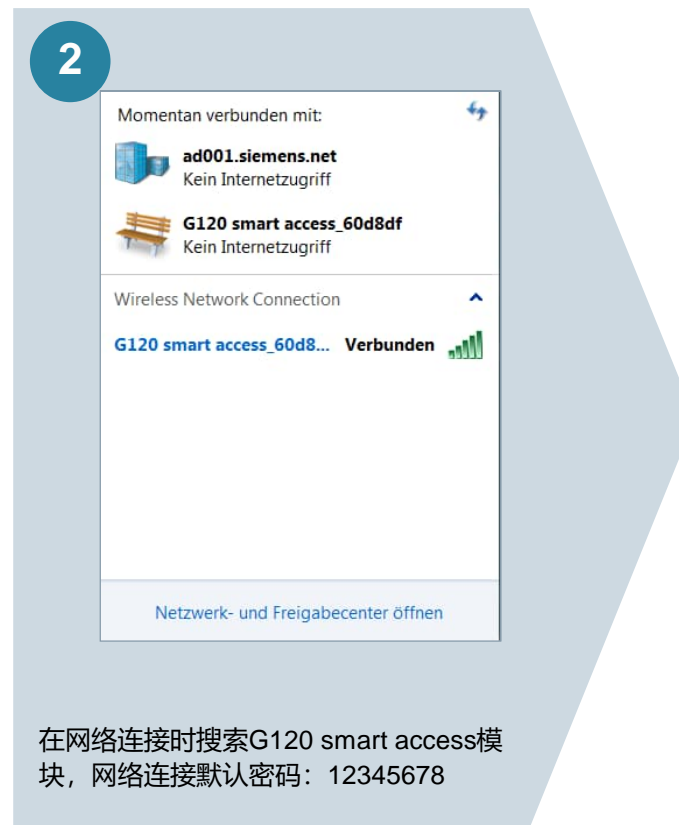 2
Momentan verbunden mit:
ad001.siemens.net
Kein Internetzugriff
G120 smart access_60d8df
Kein Internetzugriff
Wireless Network Connection
G120 smart access_60d8... Verbunden
Netzwerk- und Freigabecenter öffnen
在网络连接时搜索G120 smart access模
块，网络连接默认密码：12345678